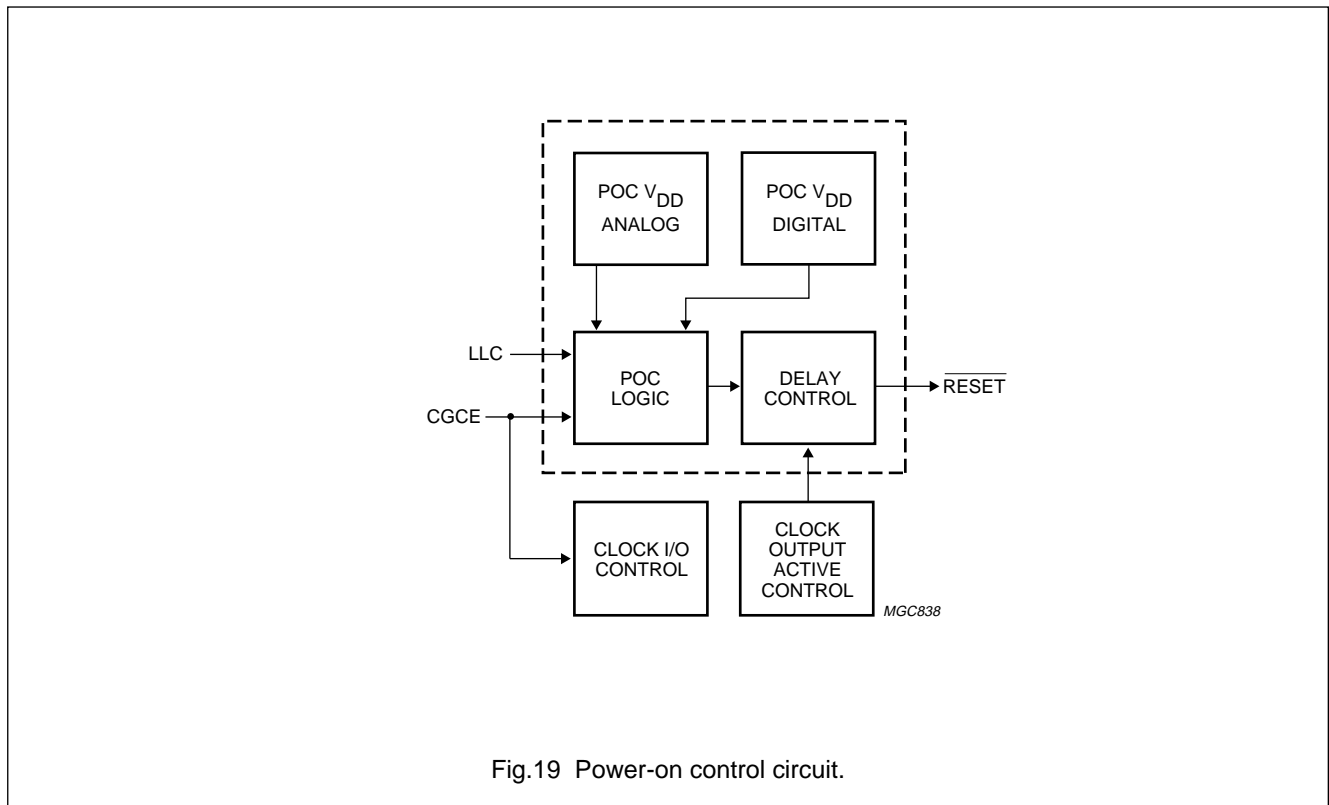 POC VDD
ANALOG
POC VDD
DIGITAL
LLC
CGCE
POC
LOGIC
DELAY
CONTROL
RESET
CLOCK I/O
CONTROL
CLOCK
OUTPUT
ACTIVE
CONTROL
MGC838
Fig.19 Power-on control circuit.